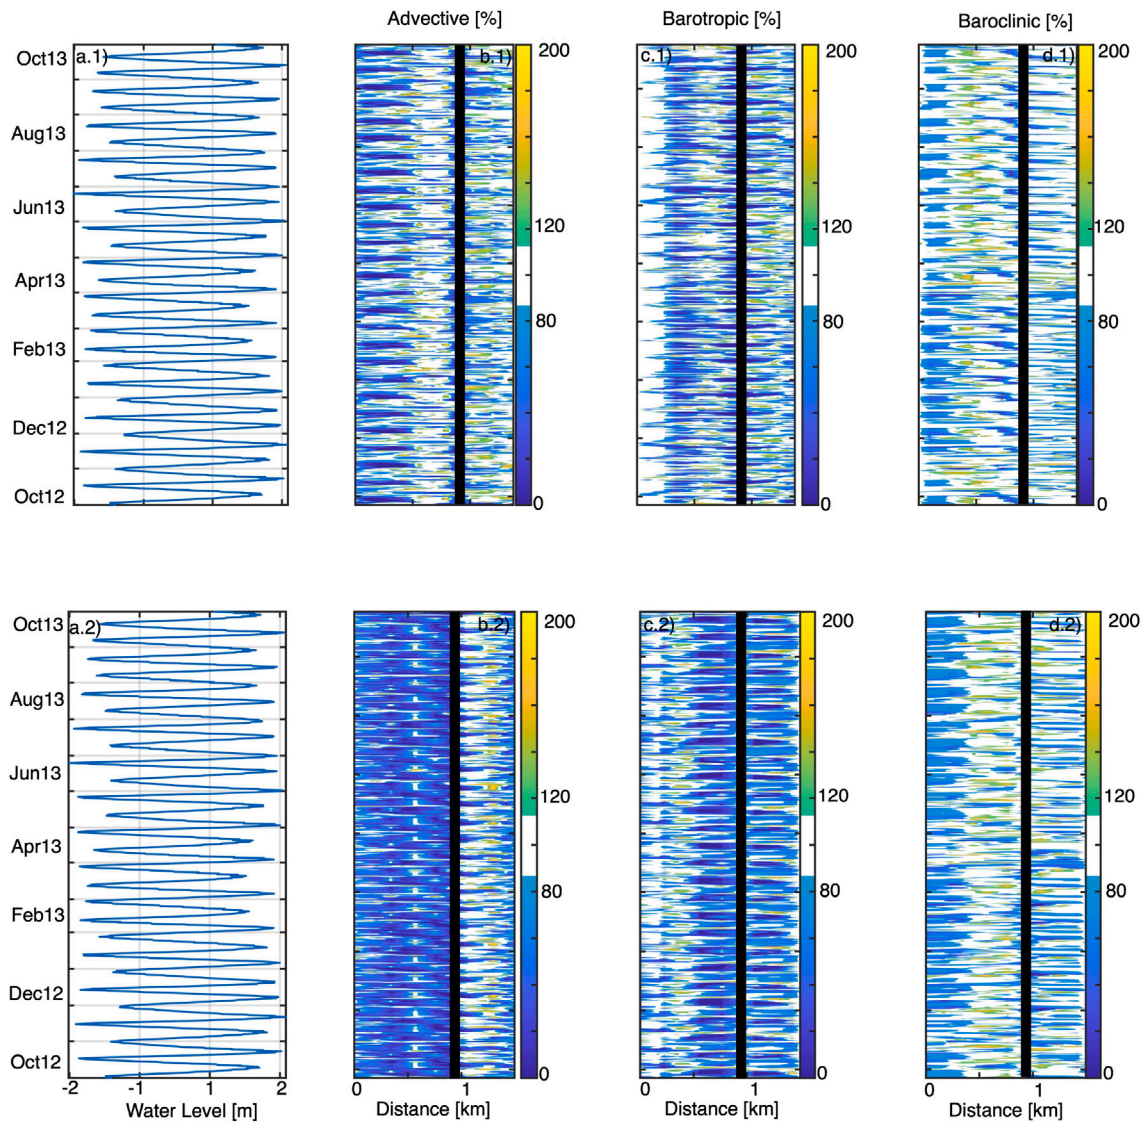 Advective [%] Barotropic [%] Baroclinic [%]
Oct13 a.1) b.1) 200 c.1) 200 d.1) 200
Aug13
Jun13
120 120 120
Apr13
80 80 80
Feb13
Dec12
Oct12
0 0 0
Oct13 a.2) b.2) 200 c.2) 200 d.2) 200
Aug13
Jun13
120 120 120
Apr13
80 80 80
Feb13
Dec12
Oct12
0 0 0
-2 -1 1 2 0 1 0 1 0 1
Water Level [m] Distance [km] Distance [km] Distance [km]